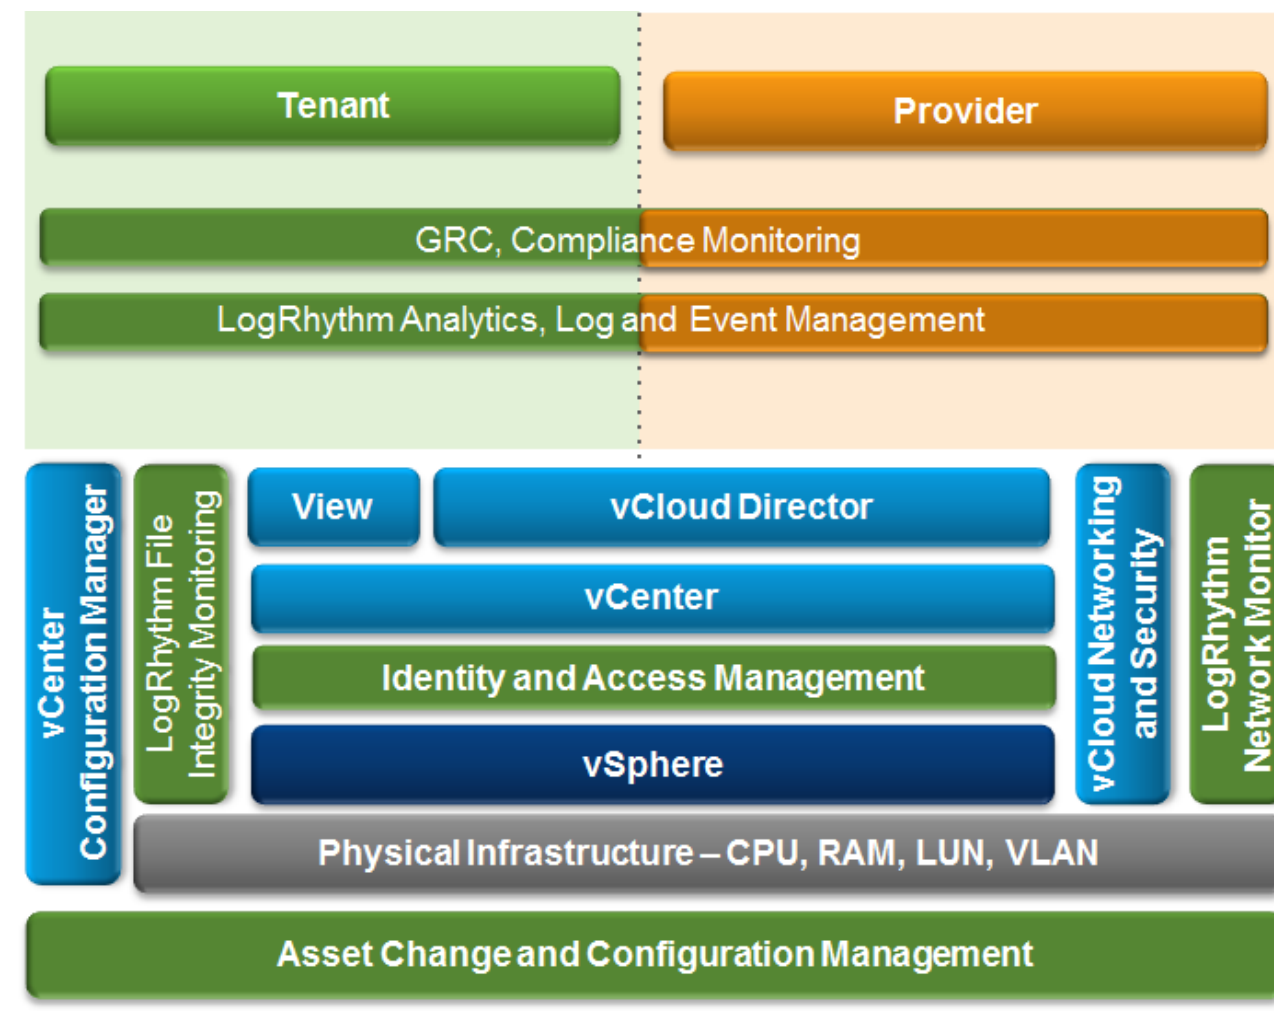 Tenant
Provider
GRC, Compliance Monitoring
LogRhythm Analytics, Log and Event Management
vCenter
Configuration Manager
LogRhythm File
Integrity Monitoring
View
vCloud Director
vCenter
Identity and Access Management
vSphere
vCloud Networking
and Security
LogRhythm
Network Monitor
Physical Infrastructure – CPU, RAM, LUN, VLAN
Asset Change and Configuration Management